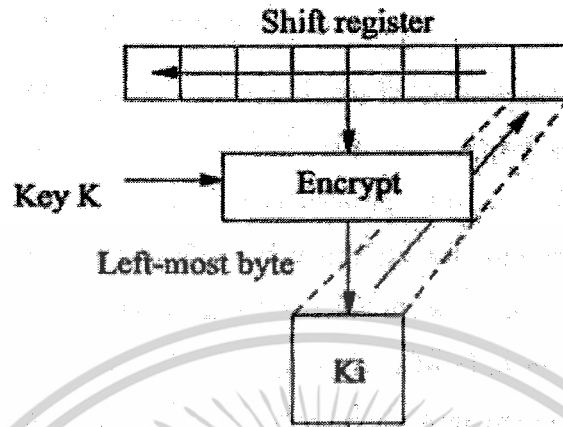 Shift register
Encrypt
Key K
Left-most byte
Ki